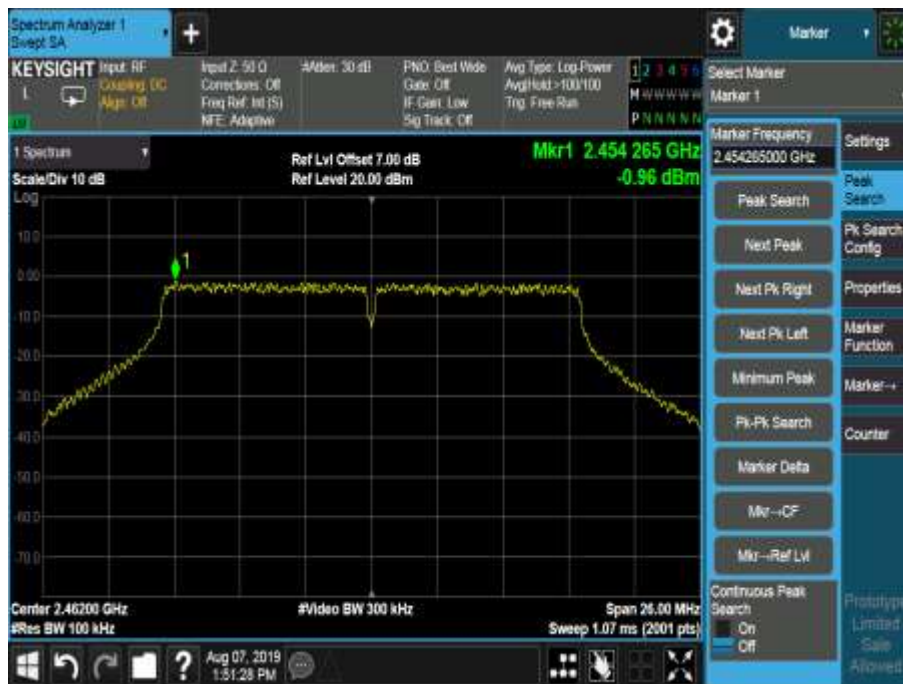 Spectrum Analyzer 1
Swept SA
Marker
KEYSIGHT
L
Input: RF
Coupling: DC
Align: Off
Input Z: 50 Ω
Corrections: Off
Freq Ref: Int (S)
NFE: Adaptive
#Atten: 30 dB
PNO: Best Wide
Gate: Off
IF Gain: Low
Sig Track: Off
Avg Type: Log-Power
Avg|Hold:>100/100
Trig: Free Run
1 2 3 4 5 6
M W W W W W
P N N N N N
Select Marker
Marker 1
1 Spectrum
Scale/Div 10 dB
Log
Ref Lvl Offset 7.00 dB
Ref Level 20.00 dBm
Mkr1 2.454 265 GHz
-0.96 dBm
10.0
0.00
-10.0
-20.0
-30.0
-40.0
-50.0
-60.0
-70.0
1
Center 2.46200 GHz
#Res BW 100 kHz
#Video BW 300 kHz
Span 26.00 MHz
Sweep 1.07 ms (2001 pts)
Marker Frequency
2.454265000 GHz
Peak Search
Next Peak
Next Pk Right
Next Pk Left
Minimum Peak
Pk-Pk Search
Marker Delta
Mkr→CF
Mkr→Ref Lvl
Continuous Peak
Search
On
Off
Settings
Peak
Search
Pk Search
Config
Properties
Marker
Function
Marker→
Counter
Prototype
Limited
Sale
Allowed
Aug 07, 2019
1:51:28 PM